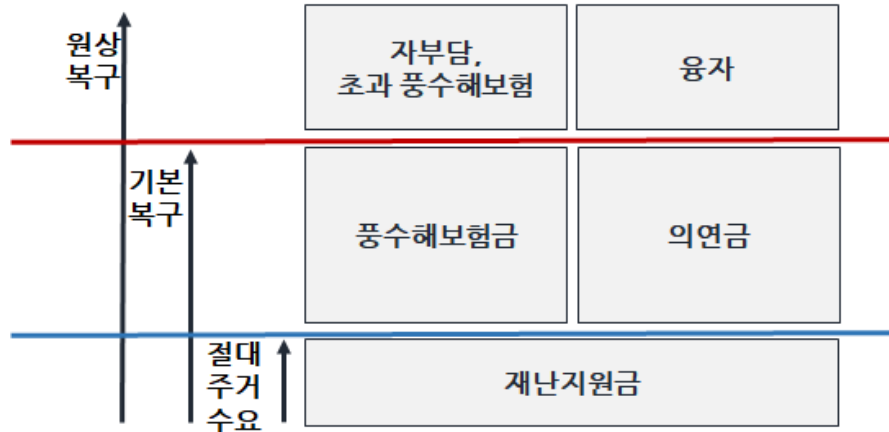 원상
복구
자부담,
초과 풍수해보험
융자
기본
복구
풍수해보험금
의연금
절대
주거
수요
재난지원금